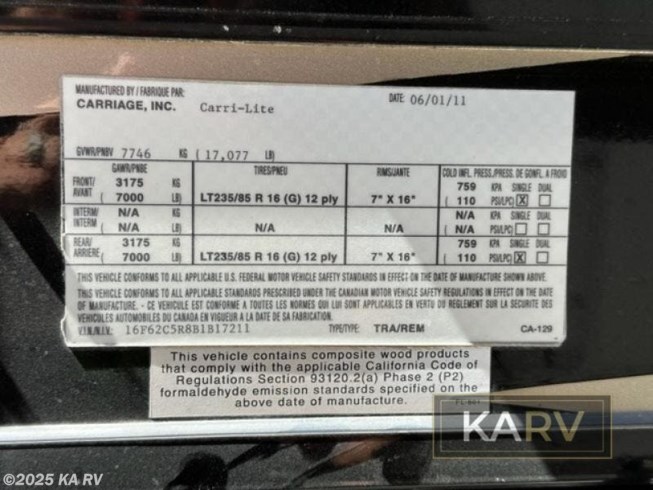 MANUFACTURED BY / FABRIQUE PAR:
CARRIAGE, INC. Carri-Lite DATE 06/01/11
GVWR/PNBV 7746 KG ( 17,077 LB)
GAWR/PNBE TIRES/PNEU RIMS/JANTE COLD INFL. PRESS./PRESS. DE GONFL. A FROID
FRONT/ 3175 KG 759 KPA SINGLE DUAL
AVANT ( 7000 LB) LT235/85 R 16 (G) 12 ply 7" X 16" ( 110 PSI/LPC) X
INTERM/ N/A KG N/A KPA SINGLE DUAL
INTERM ( N/A LB) N/A N/A ( N/A PSI/LPC)
REAR/ 3175 KG 759 KPA SINGLE DUAL
ARRIÈRE ( 7000 LB) LT235/85 R 16 (G) 12 ply 7" X 16" ( 110 PSI/LPC) X
THIS VEHICLE CONFORMS TO ALL APPLICABLE U.S. FEDERAL MOTOR VEHICLE SAFETY STANDARDS IN EFFECT ON THE DATE OF MANUFACTURE SHOWN ABOVE.
THIS VEHICLE CONFORMS TO ALL APPLICABLE STANDARDS PRESCRIBED UNDER THE CANADIAN MOTOR VEHICLE SAFETY REGULATIONS IN EFFECT ON THE DATE OF
MANUFACTURE. - CE VEHICULE EST CONFORME A TOUTES LES NORMES QUI LUI SONT APPLICABLES EN VERTU DU REGLEMENT SUR LA SECURITE DES
VEHICULES AUTOMOBILES DU CANADA EN VIGUEUR A LA DATE DE SA FABRICATION.
V.I.N./N.I.V.: 16F62C5R8B1B17211 TYPE/TYPE: TRA/REM CA-129
This vehicle contains composite wood products
that comply with the applicable California Code of
Regulations Section 93120.2(a) Phase 2 (P2)
formaldehyde emission standards specified on the
above date of manufacture.
KARV
©2025 KA RV